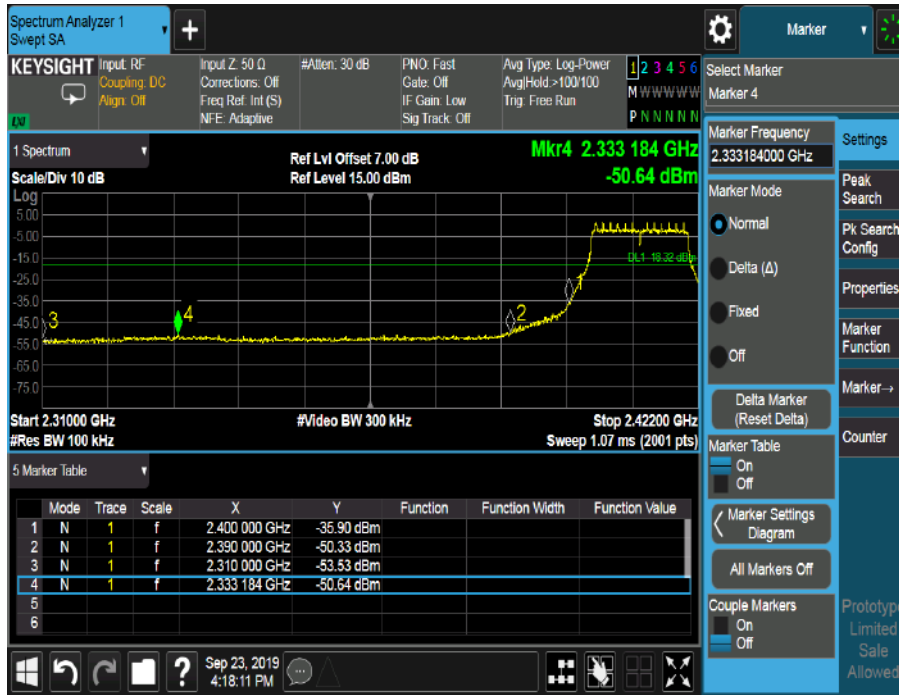 Spectrum Analyzer 1
Swept SA
+
Marker
KEYSIGHT
Input: RF
Coupling: DC
Align: Off
Input Z: 50 Ω
Corrections: Off
Freq Ref: Int (S)
NFE: Adaptive
#Atten: 30 dB
PNO: Fast
Gate: Off
IF Gain: Low
Sig Track: Off
Avg Type: Log-Power
Avg|Hold:>100/100
Trig: Free Run
1 2 3 4 5 6
M W W W W W
P N N N N N
LXI
Select Marker
Marker 4
1 Spectrum
Scale/Div 10 dB
Ref Lvl Offset 7.00 dB
Ref Level 15.00 dBm
Mkr4 2.333 184 GHz
-50.64 dBm
Log
5.00
-5.00
-15.0
-25.0
-35.0
-45.0
-55.0
-65.0
-75.0
DL1 -18.32 dBm
1
2
3
4
Start 2.31000 GHz
#Video BW 300 kHz
Stop 2.42200 GHz
#Res BW 100 kHz
Sweep 1.07 ms (2001 pts)
5 Marker Table
Mode Trace Scale X Y Function Function Width Function Value
1 N 1 f 2.400 000 GHz -35.90 dBm
2 N 1 f 2.390 000 GHz -50.33 dBm
3 N 1 f 2.310 000 GHz -53.53 dBm
4 N 1 f 2.333 184 GHz -50.64 dBm
5
6
Marker Frequency
2.333184000 GHz
Marker Mode
Normal
Delta (Δ)
Fixed
Off
Delta Marker
(Reset Delta)
Marker Table
On
Off
Marker Settings
Diagram
All Markers Off
Couple Markers
On
Off
Settings
Peak
Search
Pk Search
Config
Properties
Marker
Function
Marker→
Counter
Prototype
Limited
Sale
Allowed
?
Sep 23, 2019
4:18:11 PM